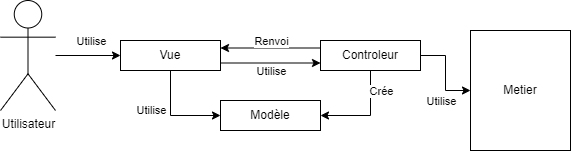 Utilise
Renvoi
Vue
Controleur
Utilise
Crée
Metier
Utilise
Utilise
Modèle
Utilisateur